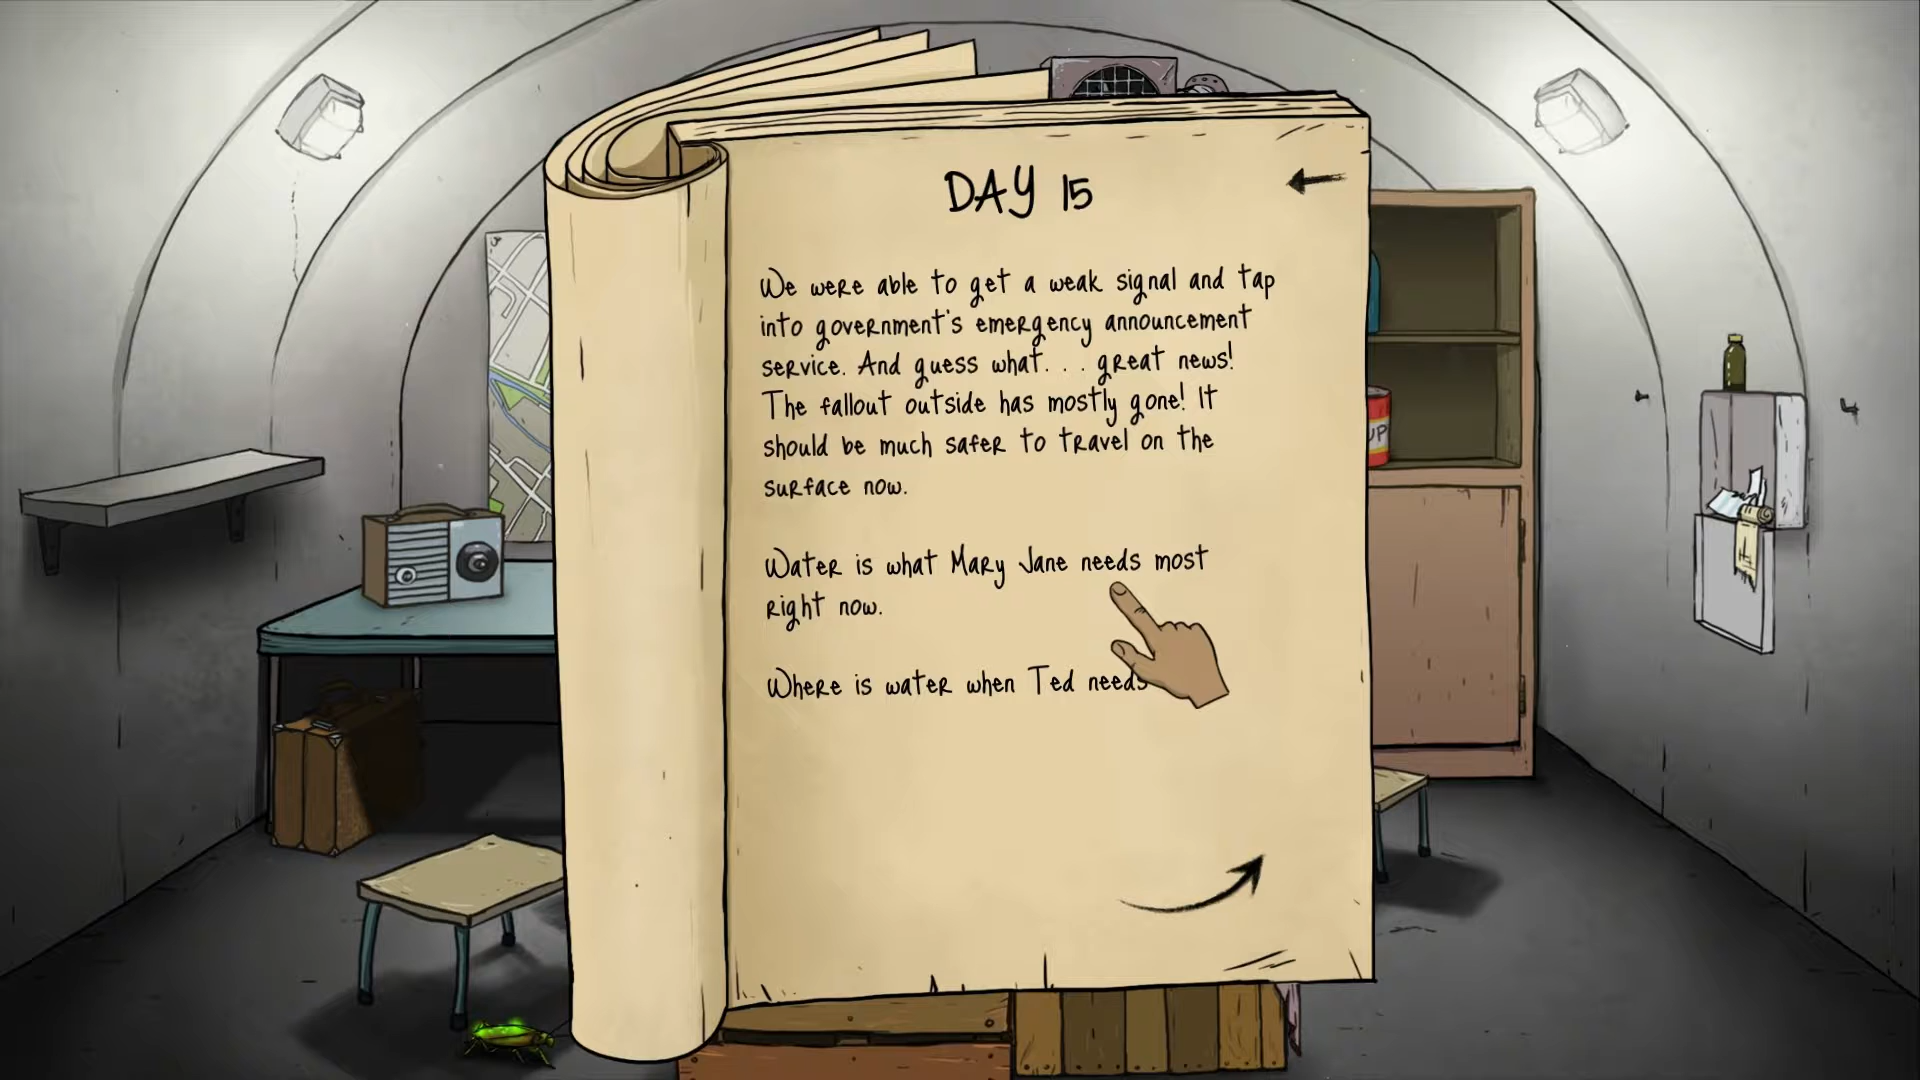 DAY 15
We were able to get a weak signal and tap
into government's emergency announcement
service. And guess what. . . great news!
The fallout outside has mostly gone! It
should be much safer to travel on the
surface now.
Water is what Mary Jane needs most
right now.
Where is water when Ted needs
UP